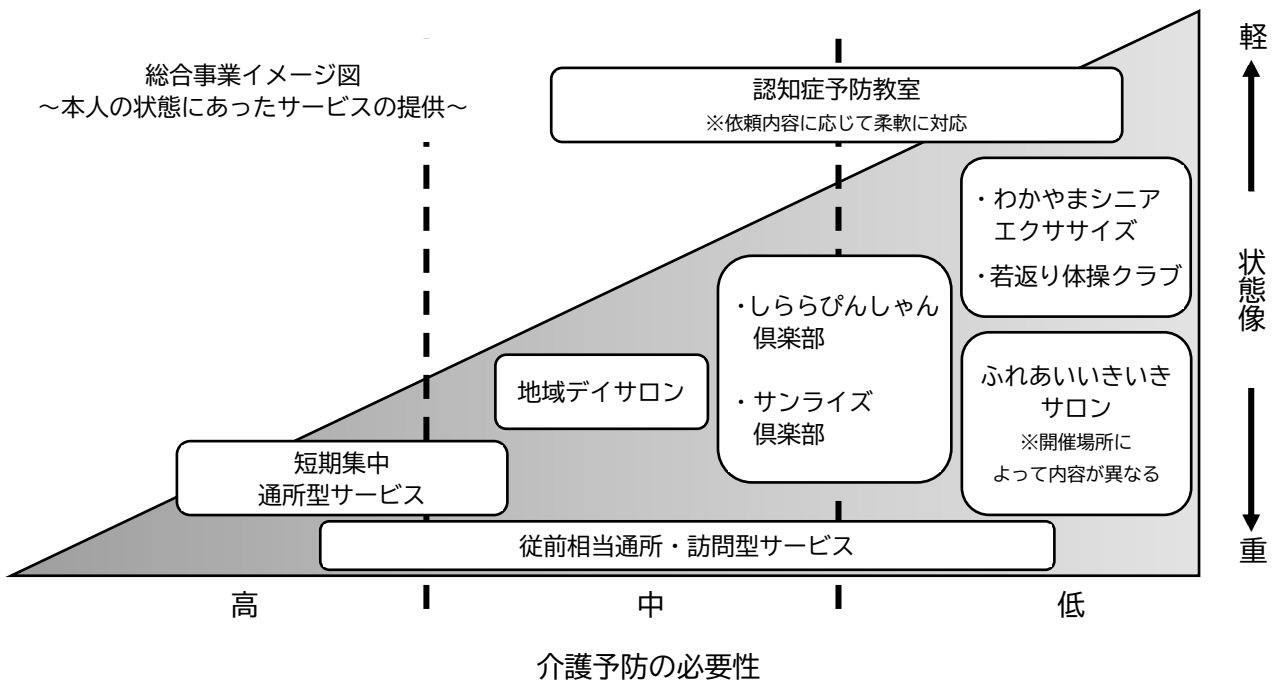 総合事業イメージ図
～本人の状態にあったサービスの提供～
認知症予防教室
※依頼内容に応じて柔軟に対応
・わかやまシニア
エクササイズ
・若返り体操クラブ
・しららぴんしゃん
倶楽部
・サンライズ
倶楽部
地域デイサロン
ふれあいいきいき
サロン
※開催場所に
よって内容が異なる
短期集中
通所型サービス
従前相当通所・訪問型サービス
軽
状態像
重
高
中
低
介護予防の必要性